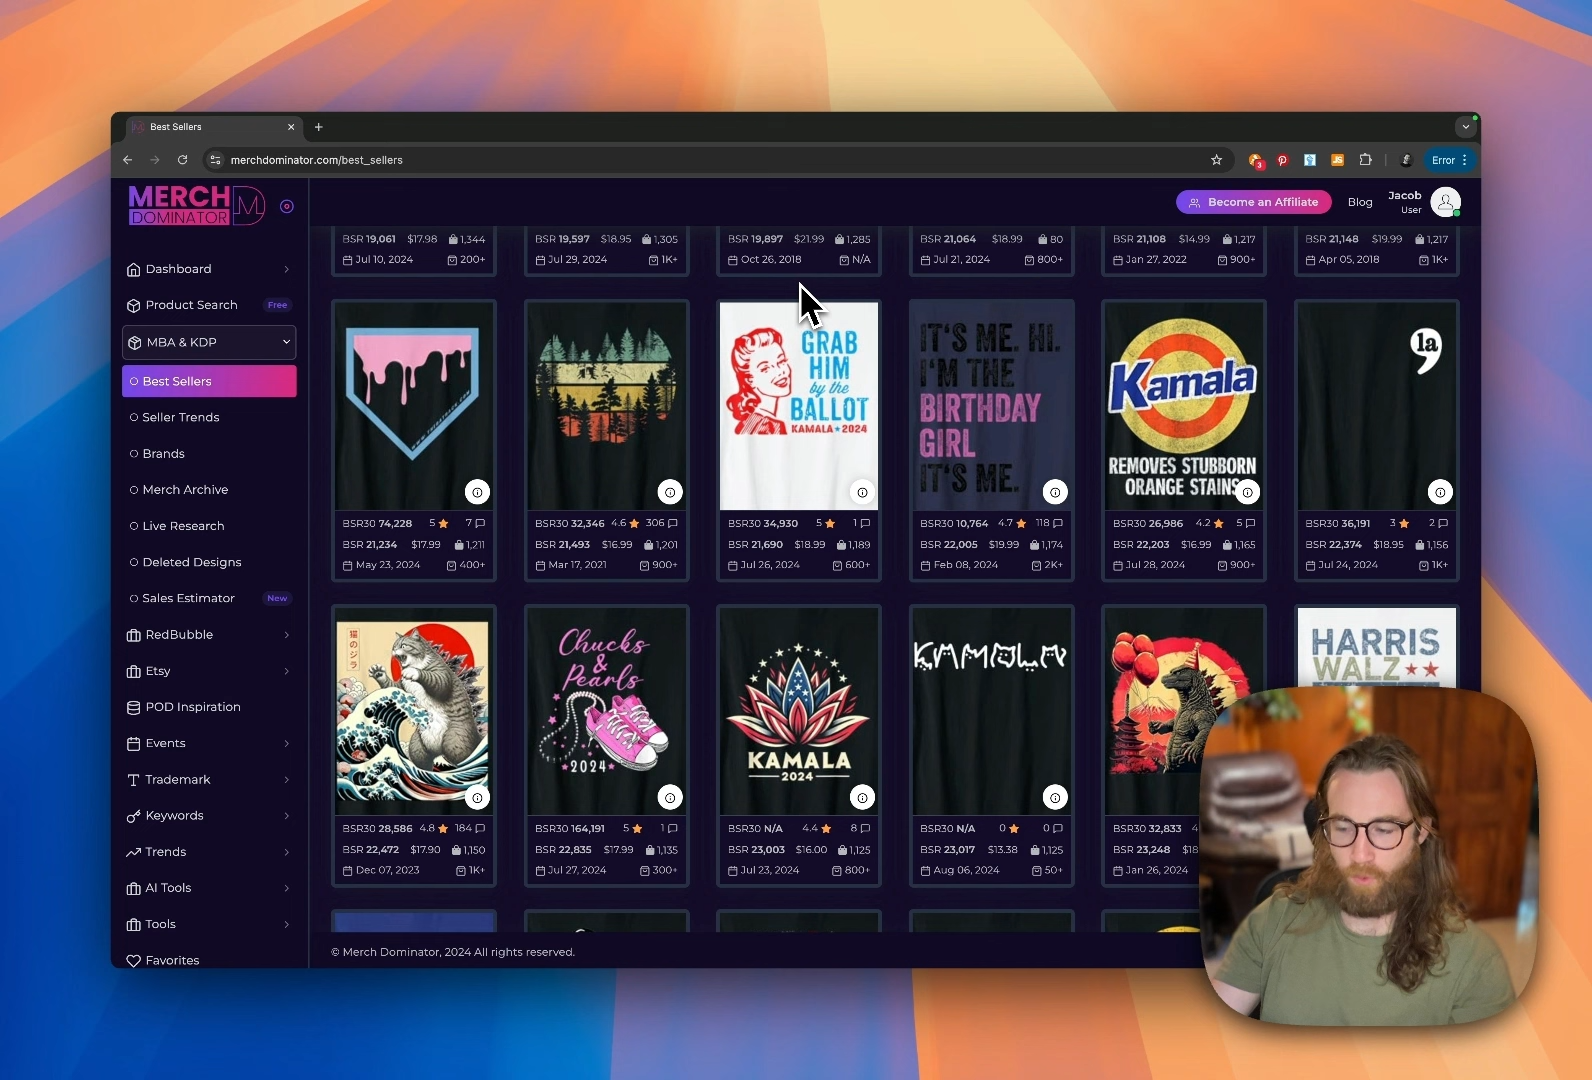 Best Sellers
merchdominator.com/best_sellers
3
JS
Error
MERCH
DOMINATOR
Become an Affiliate
Blog
Jacob
User
Dashboard
Product Search Free
MBA & KDP
Best Sellers
Seller Trends
Brands
Merch Archive
Live Research
Deleted Designs
Sales Estimator New
RedBubble
Etsy
POD Inspiration
Events
Trademark
Keywords
Trends
AI Tools
Tools
Favorites
BSR 19,061 $17.98 1,344
Jul 10, 2024 200+
BSR 19,597 $18.95 1,305
Jul 29, 2024 1K+
BSR 19,897 $21.99 1,285
Oct 26, 2018 N/A
BSR 21,064 $18.99 80
Jul 21, 2024 800+
BSR 21,108 $14.99 1,217
Jan 27, 2022 900+
BSR 21,148 $19.99 1,217
Apr 05, 2018 1K+
BSR30 74,228 5 7
BSR 21,234 $17.99 1,211
May 23, 2024 400+
BSR30 32,346 4.6 306
BSR 21,493 $16.99 1,201
Mar 17, 2021 900+
GRAB
HIM
by the
BALLOT
KAMALA 2024
BSR30 34,930 5 1
BSR 21,690 $18.99 1,189
Jul 26, 2024 600+
IT'S ME. HI.
I'M THE
BIRTHDAY
GIRL
IT'S ME.
BSR30 10,764 4.7 118
BSR 22,005 $19.99 1,174
Feb 08, 2024 2K+
Kamala
REMOVES STUBBORN
ORANGE STAINS
BSR30 26,986 4.2 5
BSR 22,203 $16.99 1,165
Jul 28, 2024 900+
la
BSR30 36,191 3 2
BSR 22,374 $18.95 1,156
Jul 24, 2024 1K+
猫のジラ
BSR30 28,586 4.8 184
BSR 22,472 $17.90 1,150
Dec 07, 2023 1K+
Chucks
&
Pearls
2024
BSR30 164,191 5 1
BSR 22,835 $17.99 1,135
Jul 27, 2024 300+
KAMALA
2024
BSR30 N/A 4.4 8
BSR 23,003 $16.00 1,125
Jul 23, 2024 800+
KAMALA
BSR30 N/A 0 0
BSR 23,017 $13.38 1,125
Aug 06, 2024 50+
BSR30 32,833 4
BSR 23,248 $18
Jan 26, 2024
HARRIS
WALZ
© Merch Dominator, 2024 All rights reserved.